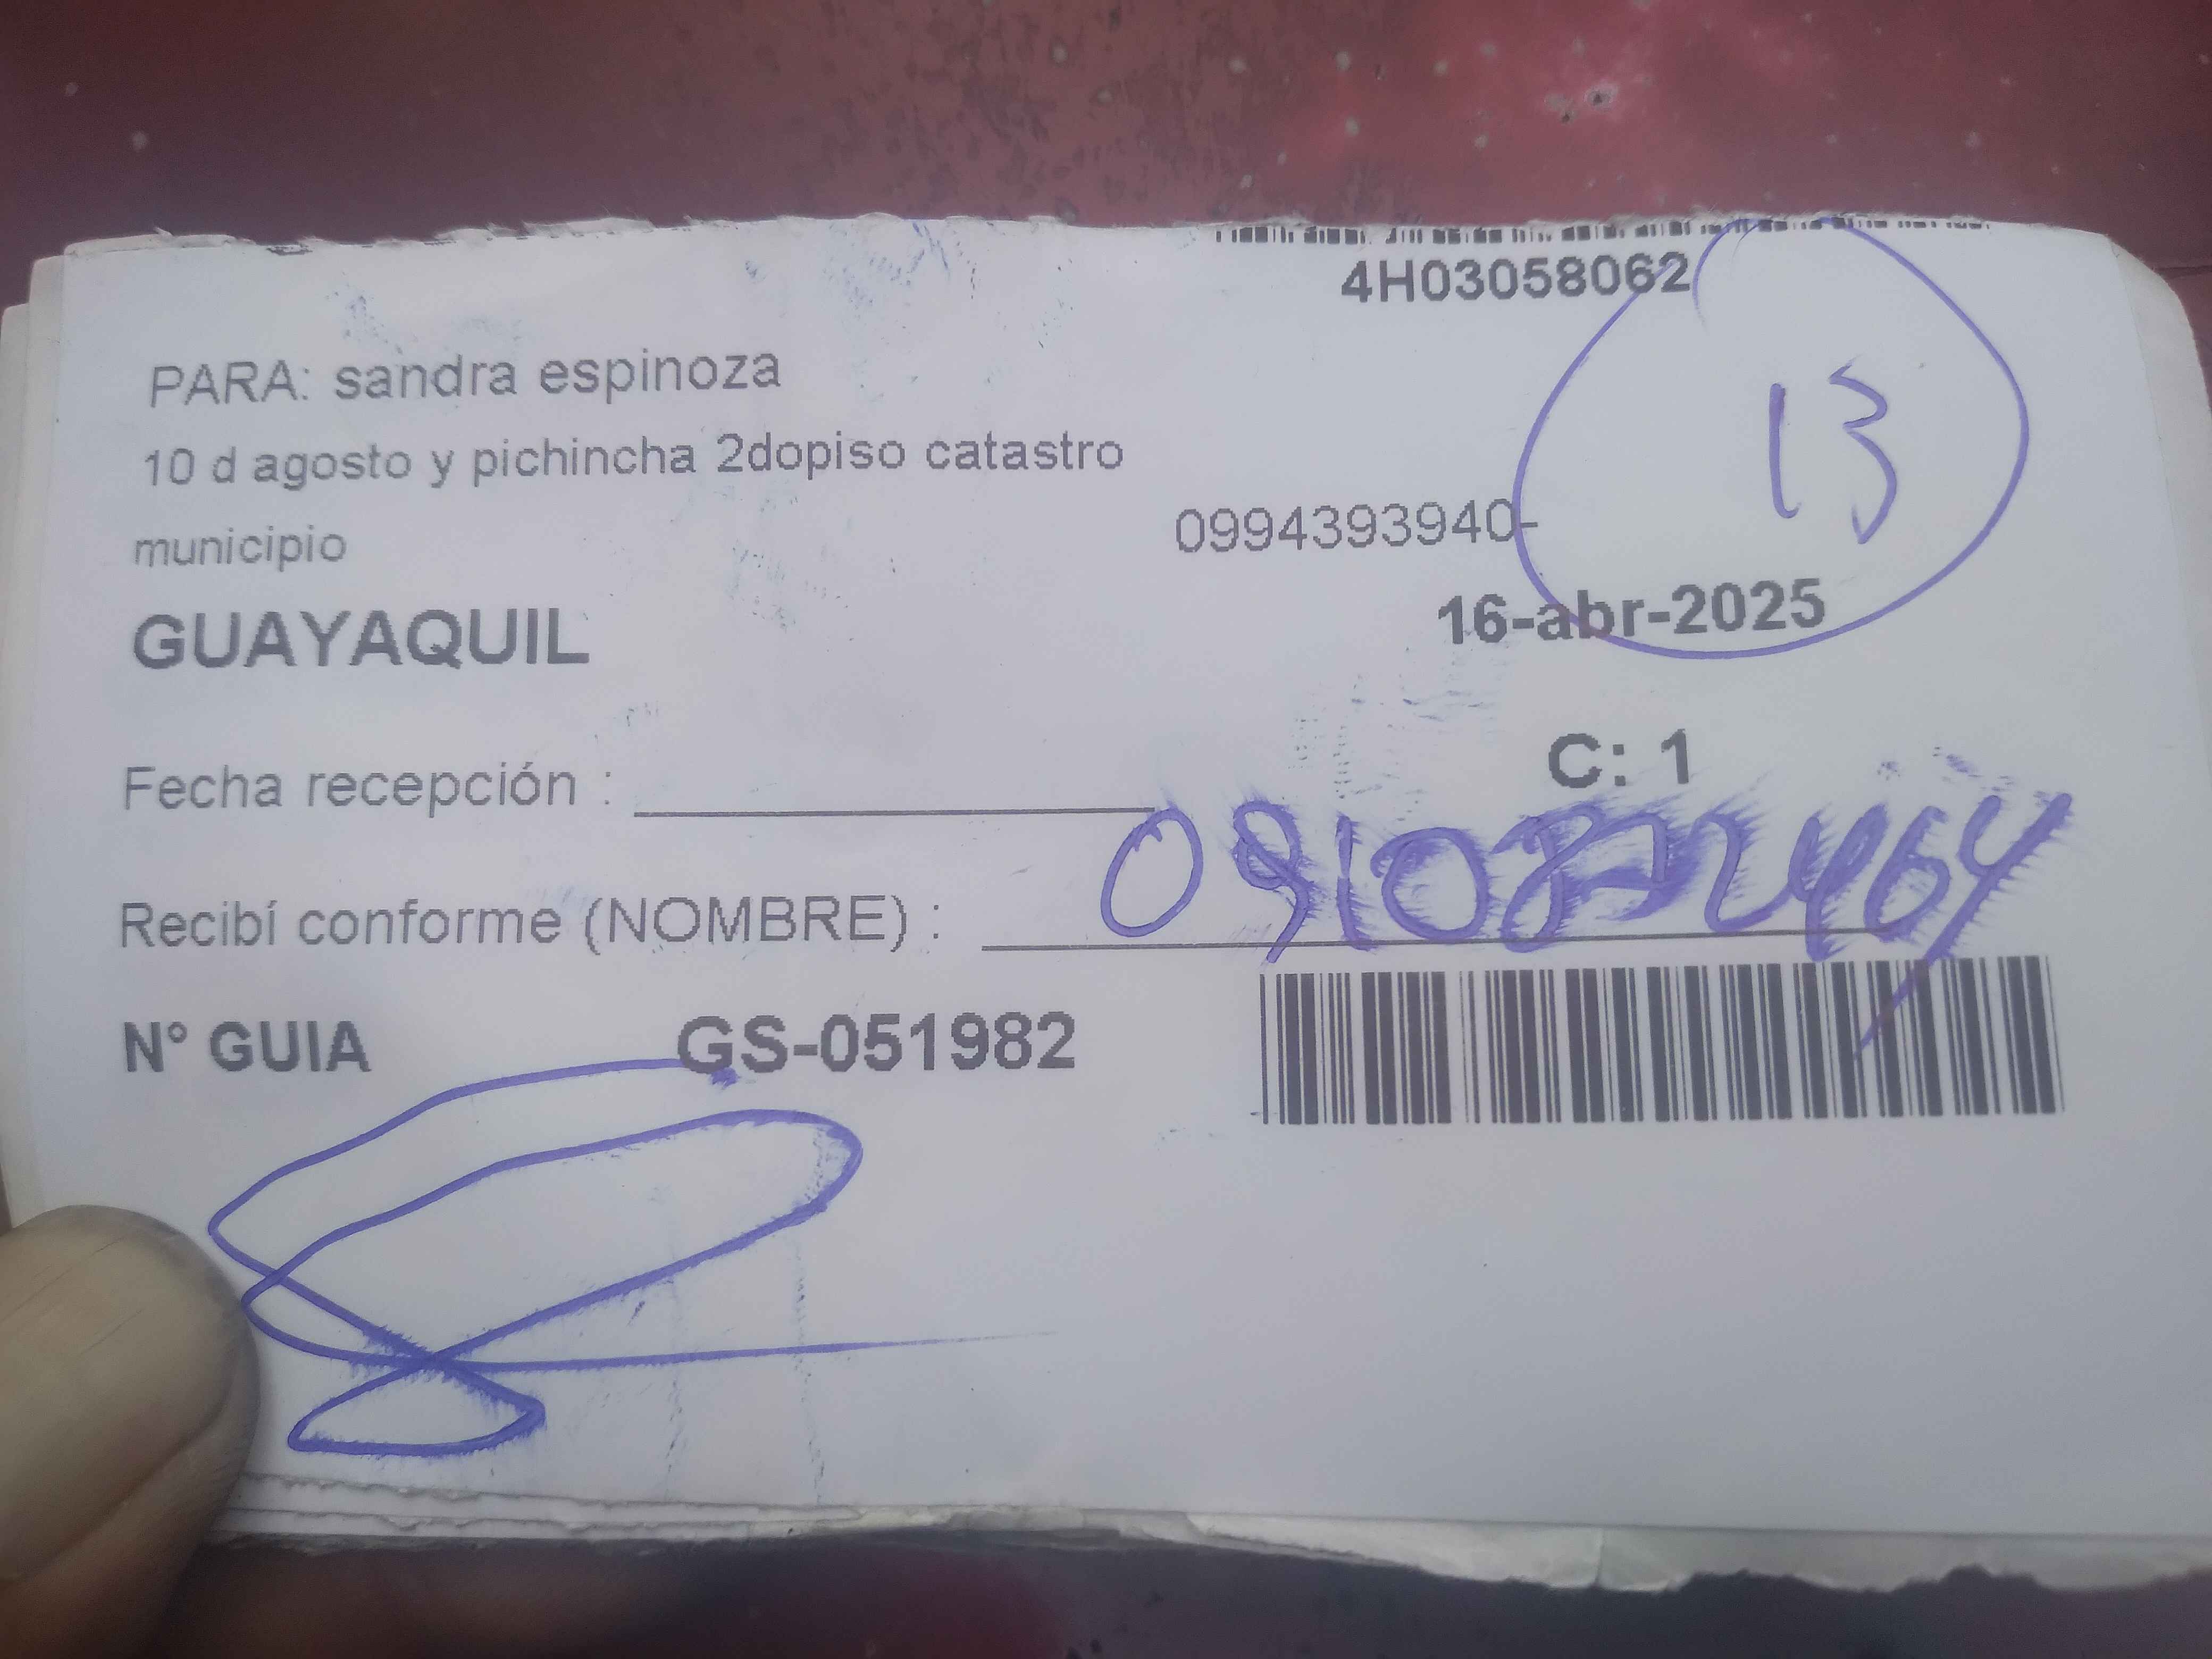 4H03058062
13
PARA: sandra espinoza
10 d agosto y pichincha 2dopiso catastro
municipio
0994393940-
GUAYAQUIL
16-abr-2025
C: 1
Fecha recepción :
Recibí conforme (NOMBRE) :
N° GUIA GS-051982